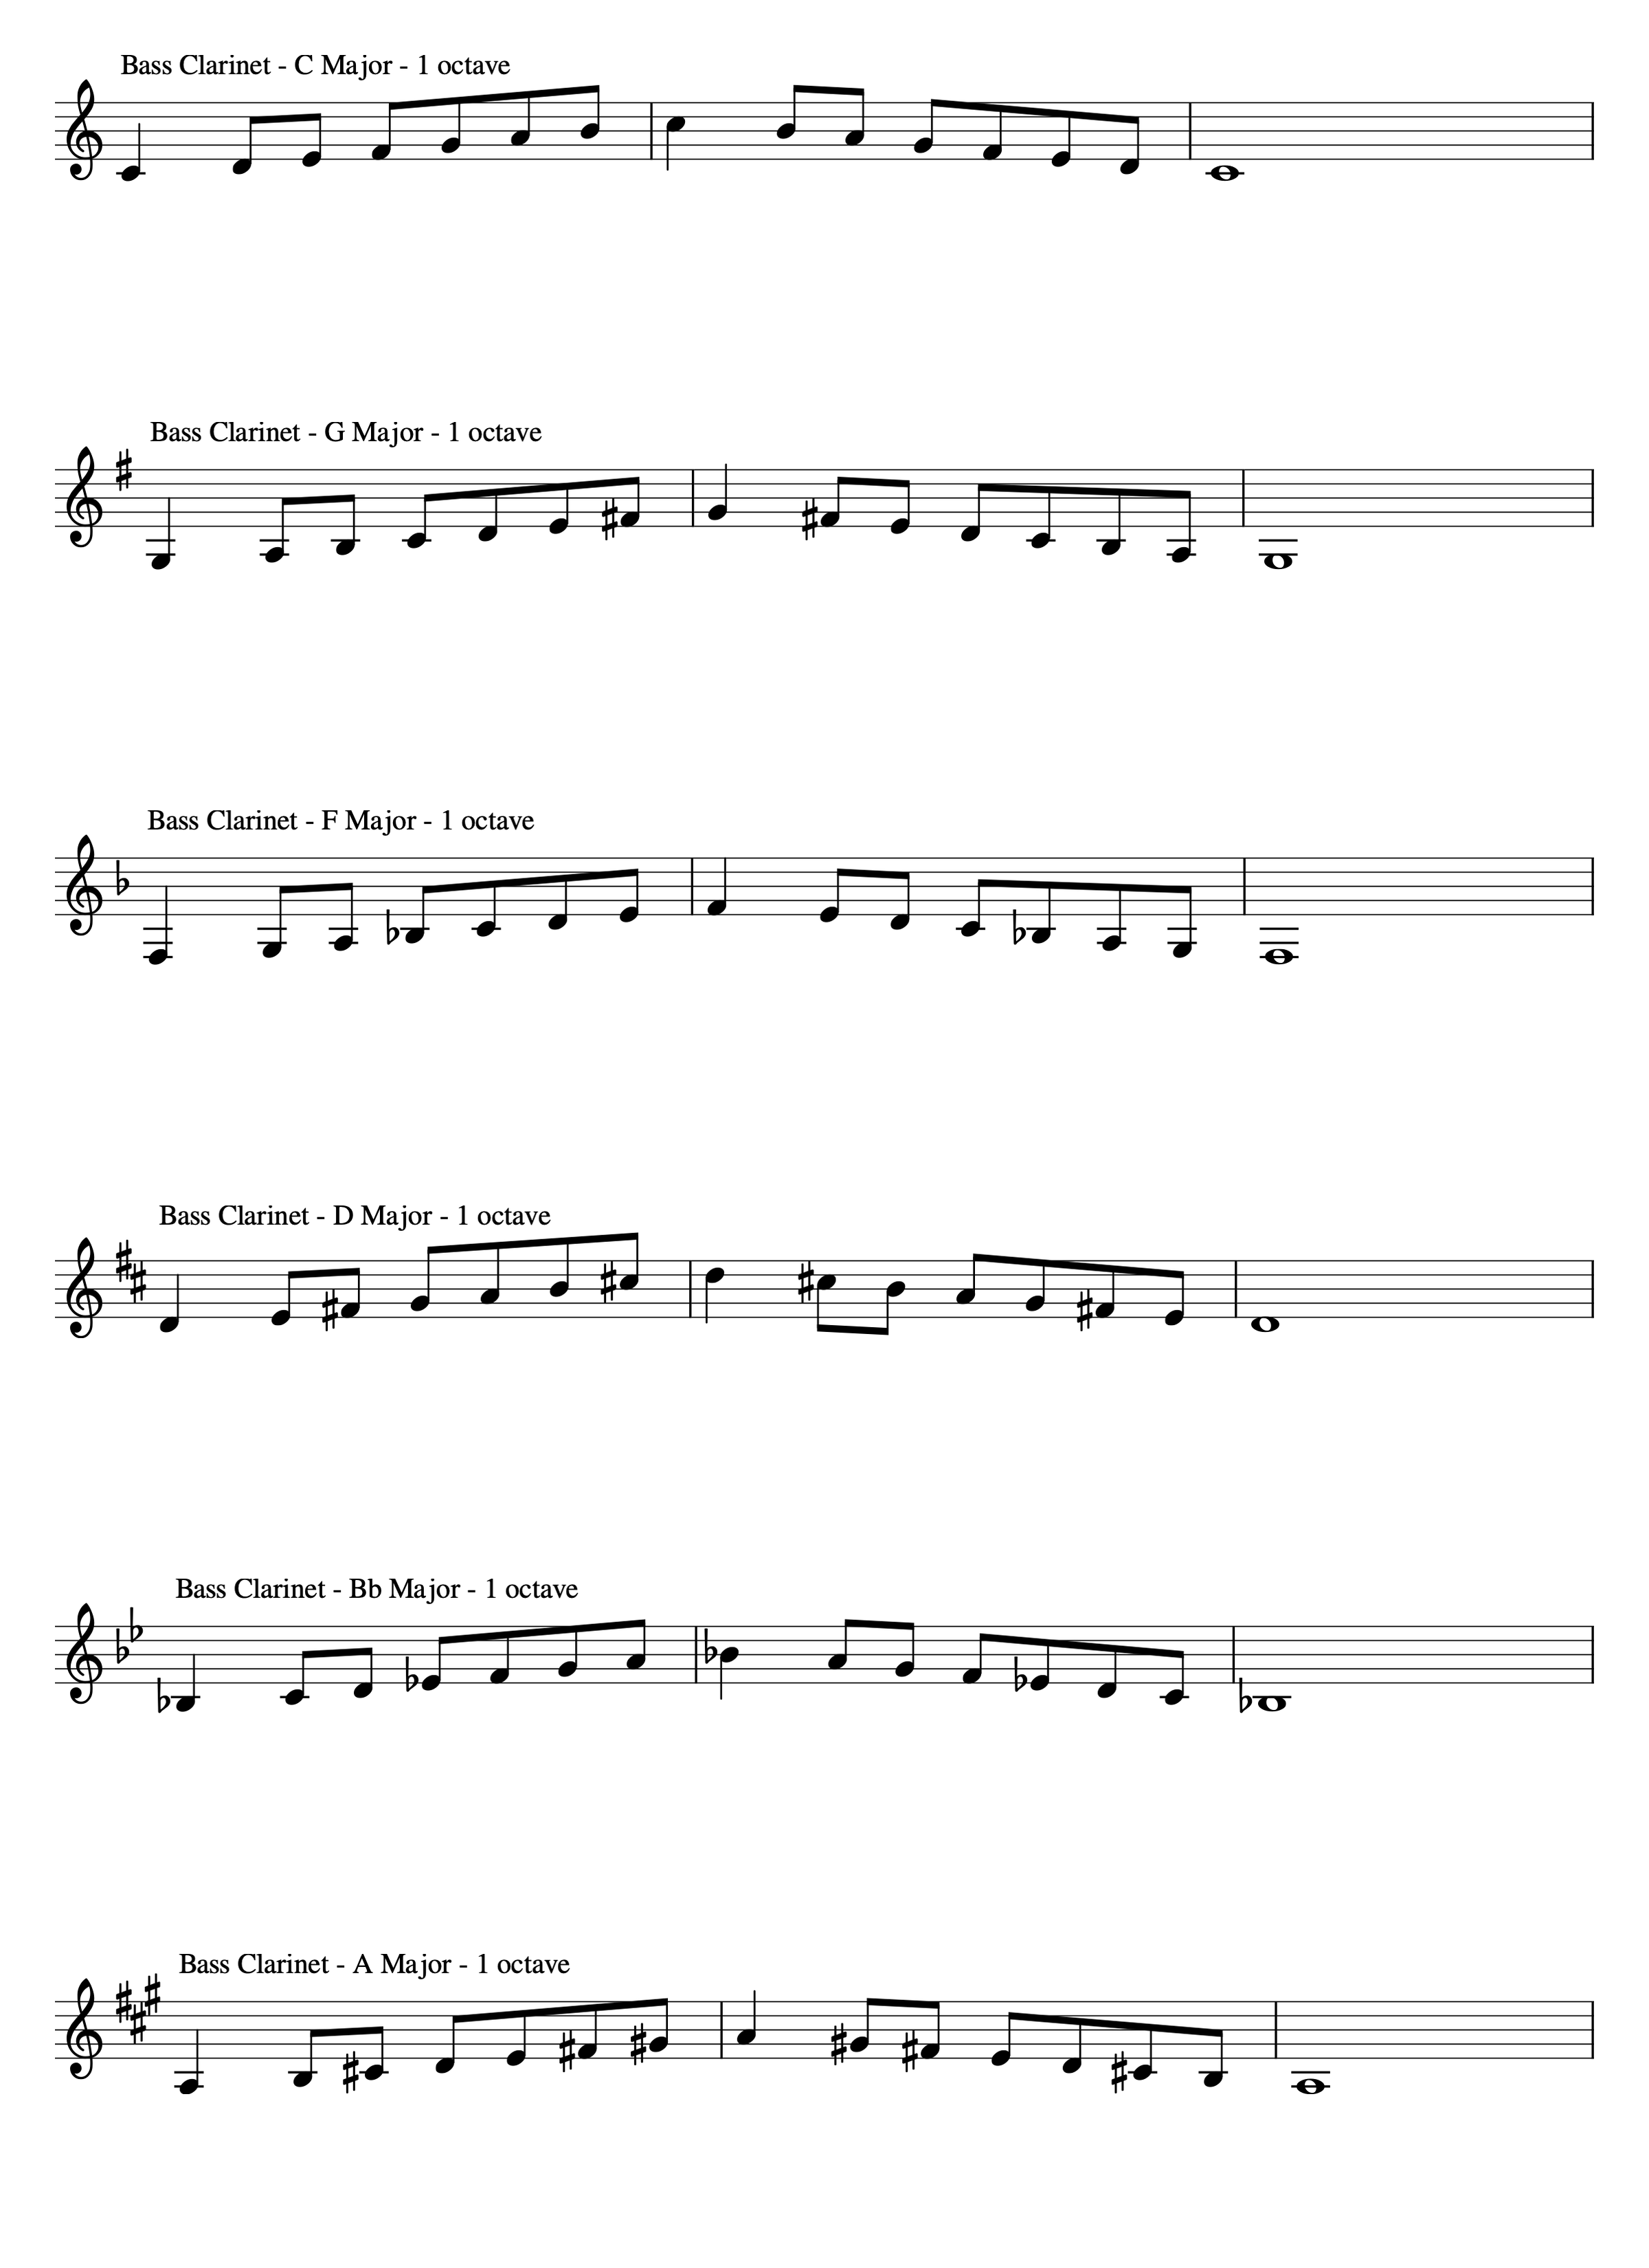 Bass Clarinet - C Major - 1 octave
Bass Clarinet - G Major - 1 octave
Bass Clarinet - F Major - 1 octave
Bass Clarinet - D Major - 1 octave
Bass Clarinet - Bb Major - 1 octave
Bass Clarinet - A Major - 1 octave